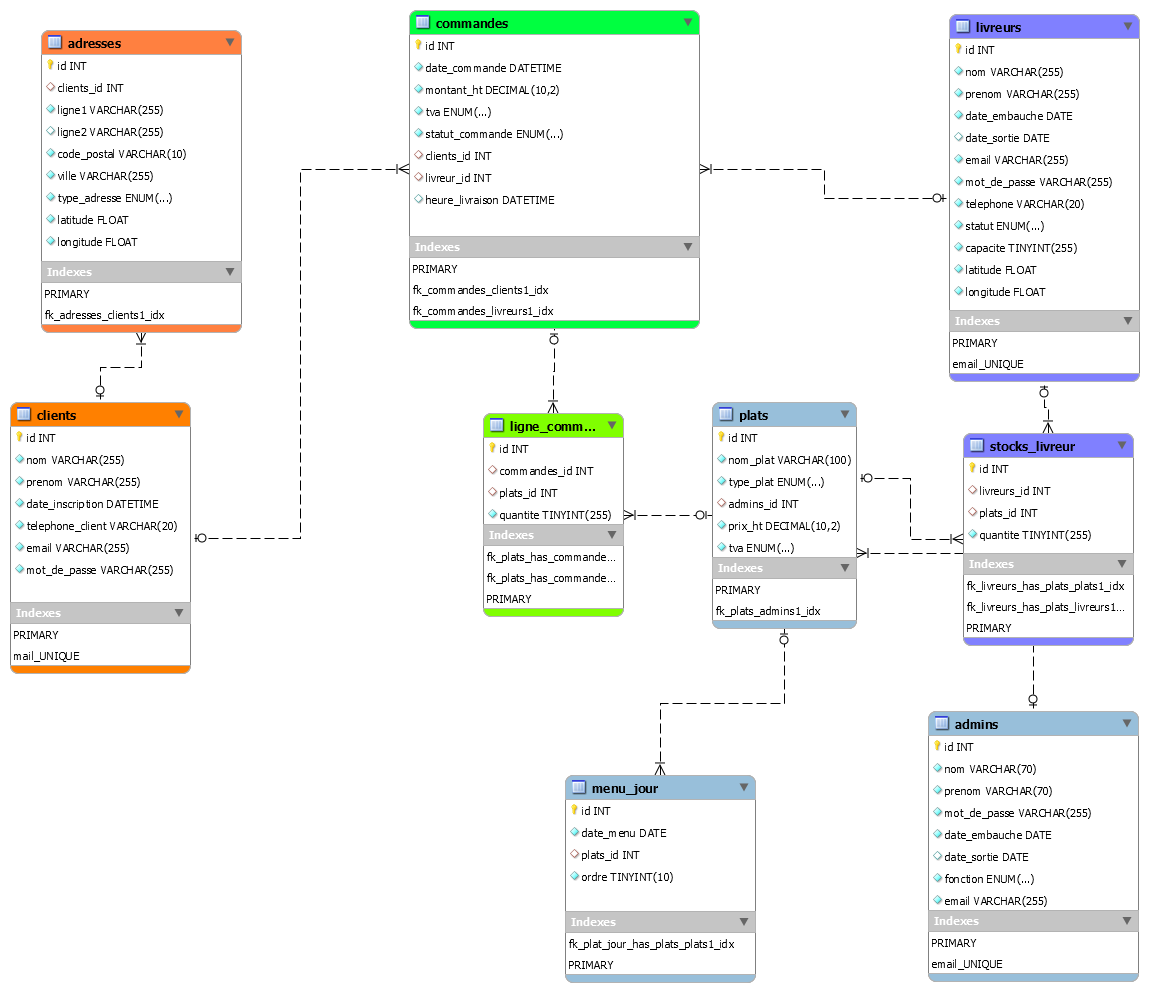 adresses
id INT
clients_id INT
ligne1 VARCHAR(255)
ligne2 VARCHAR(255)
code_postal VARCHAR(10)
ville VARCHAR(255)
type_adresse ENUM(...)
latitude FLOAT
longitude FLOAT
Indexes
PRIMARY
fk_adresses_clients1_idx
commandes
id INT
date_commande DATETIME
montant_ht DECIMAL(10,2)
tva ENUM(...)
statut_commande ENUM(...)
clients_id INT
livreur_id INT
heure_livraison DATETIME
Indexes
PRIMARY
fk_commandes_clients1_idx
fk_commandes_livreurs1_idx
livreurs
id INT
nom VARCHAR(255)
prenom VARCHAR(255)
date_embauche DATE
date_sortie DATE
email VARCHAR(255)
mot_de_passe VARCHAR(255)
telephone VARCHAR(20)
statut ENUM(...)
capacite TINYINT(255)
latitude FLOAT
longitude FLOAT
Indexes
PRIMARY
email_UNIQUE
clients
id INT
nom VARCHAR(255)
prenom VARCHAR(255)
date_inscription DATETIME
telephone_client VARCHAR(20)
email VARCHAR(255)
mot_de_passe VARCHAR(255)
Indexes
PRIMARY
mail_UNIQUE
ligne_comm...
id INT
commandes_id INT
plats_id INT
quantite TINYINT(255)
Indexes
fk_plats_has_commande...
fk_plats_has_commande...
PRIMARY
plats
id INT
nom_plat VARCHAR(100)
type_plat ENUM(...)
admins_id INT
prix_ht DECIMAL(10,2)
tva ENUM(...)
Indexes
PRIMARY
fk_plats_admins1_idx
stocks_livreur
id INT
livreurs_id INT
plats_id INT
quantite TINYINT(255)
Indexes
fk_livreurs_has_plats_plats1_idx
fk_livreurs_has_plats_livreurs1...
PRIMARY
menu_jour
id INT
date_menu DATE
plats_id INT
ordre TINYINT(10)
Indexes
fk_plat_jour_has_plats_plats1_idx
PRIMARY
admins
id INT
nom VARCHAR(70)
prenom VARCHAR(70)
mot_de_passe VARCHAR(255)
date_embauche DATE
date_sortie DATE
fonction ENUM(...)
email VARCHAR(255)
Indexes
PRIMARY
email_UNIQUE